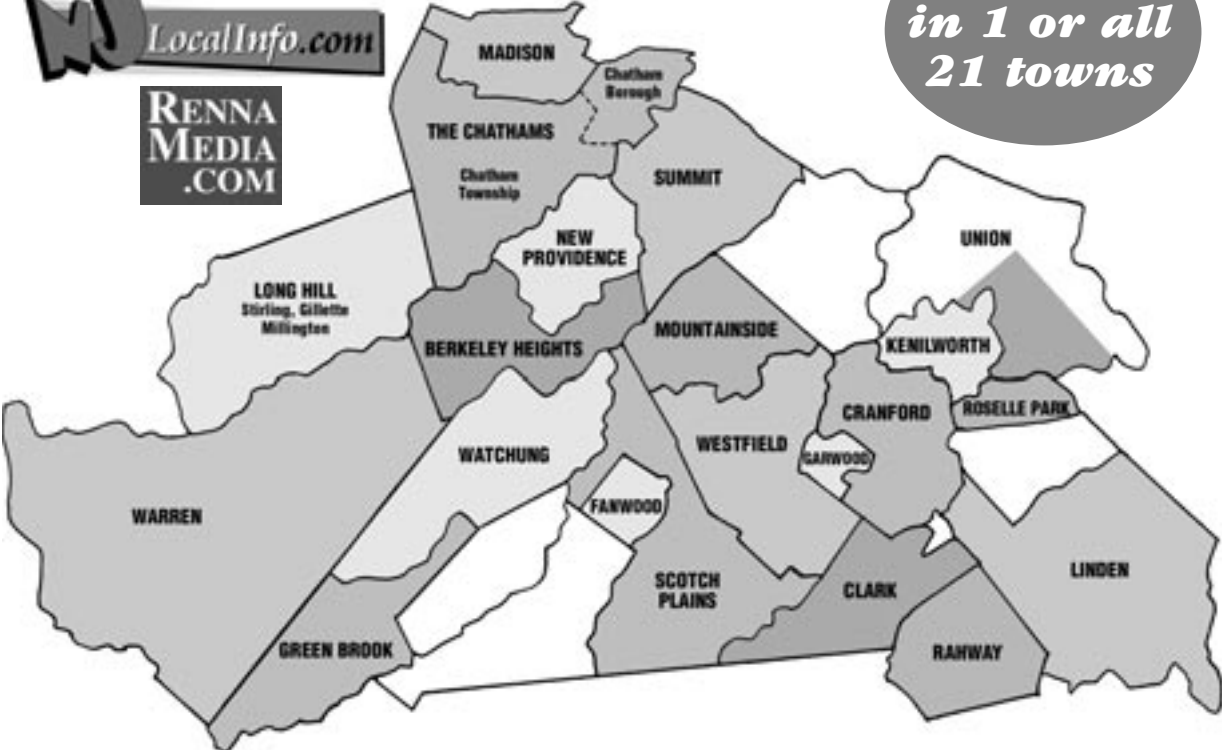 NJ
LocalInfo.com
RENNA
MEDIA
.COM
in 1 or all
21 towns
MADISON
Chatham
Borough
THE CHATHAMS
Chatham
Township
SUMMIT
NEW
PROVIDENCE
UNION
LONG HILL
Stirling, Gillette
Millington
BERKELEY HEIGHTS
MOUNTAINSIDE
KENILWORTH
CRANFORD
ROSELLE PARK
WATCHUNG
WESTFIELD
GARWOOD
WARREN
FANWOOD
SCOTCH
PLAINS
CLARK
LINDEN
GREEN BROOK
RAHWAY